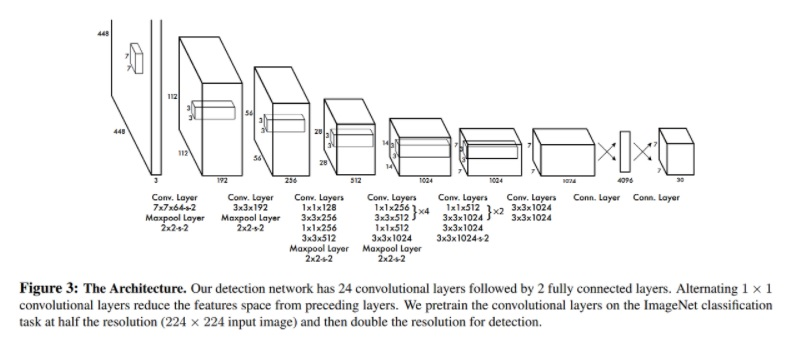 448
7
7
448
3
112
3
3
112
192
56
3
3
56
256
28
3
3
28
512
14
3
3
14
1024
7
3
3
7
1024
7
7
1024
4096
7
7
30
Conv. Layer
7x7x64-s-2
Maxpool Layer
2x2-s-2
Conv. Layer
3x3x192
Maxpool Layer
2x2-s-2
Conv. Layers
1x1x128
3x3x256
1x1x256
3x3x512
Maxpool Layer
2x2-s-2
Conv. Layers
1x1x256
3x3x512 }×4
1x1x512
3x3x1024
Maxpool Layer
2x2-s-2
Conv. Layers
1x1x512
3x3x1024 }×2
3x3x1024
3x3x1024-s-2
Conv. Layers
3x3x1024
3x3x1024
Conn. Layer
Conn. Layer
Figure 3: The Architecture. Our detection network has 24 convolutional layers followed by 2 fully connected layers. Alternating 1 × 1
convolutional layers reduce the features space from preceding layers. We pretrain the convolutional layers on the ImageNet classification
task at half the resolution (224 × 224 input image) and then double the resolution for detection.